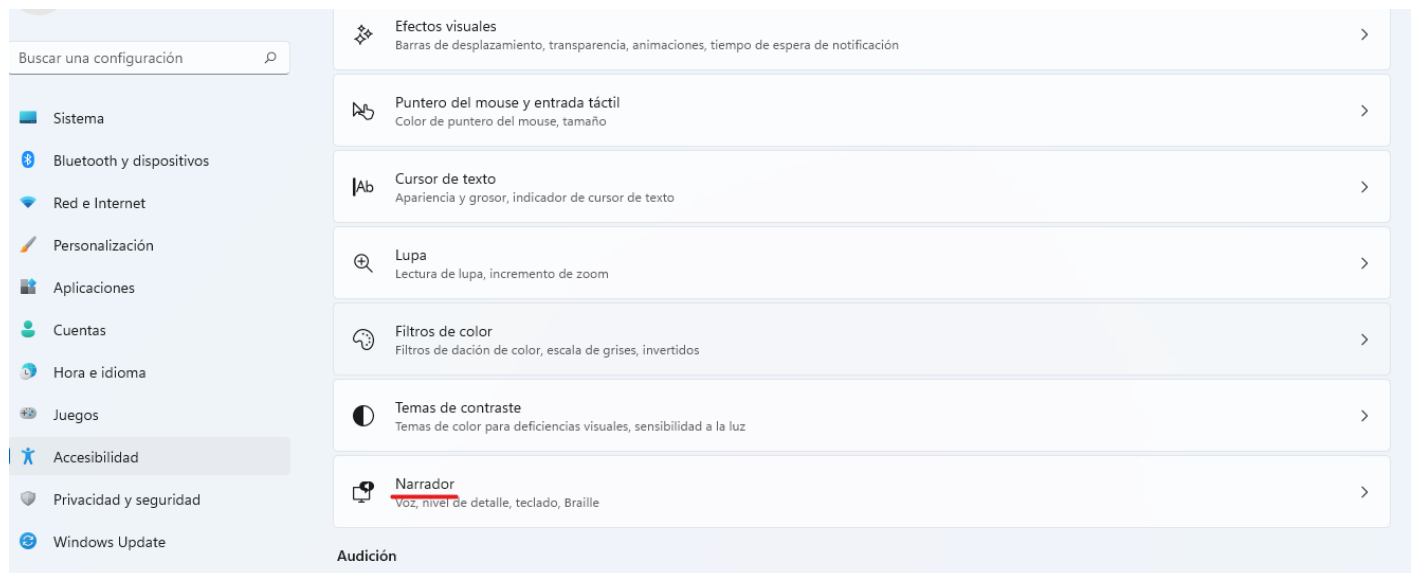 Buscar una configuración
Sistema
Bluetooth y dispositivos
Red e Internet
Personalización
Aplicaciones
Cuentas
Hora e idioma
Juegos
Accesibilidad
Privacidad y seguridad
Windows Update
Efectos visuales
Barras de desplazamiento, transparencia, animaciones, tiempo de espera de notificación
Puntero del mouse y entrada táctil
Color de puntero del mouse, tamaño
Ab
Cursor de texto
Apariencia y grosor, indicador de cursor de texto
Lupa
Lectura de lupa, incremento de zoom
Filtros de color
Filtros de dación de color, escala de grises, invertidos
Temas de contraste
Temas de color para deficiencias visuales, sensibilidad a la luz
Narrador
Voz, nivel de detalle, teclado, Braille
Audición